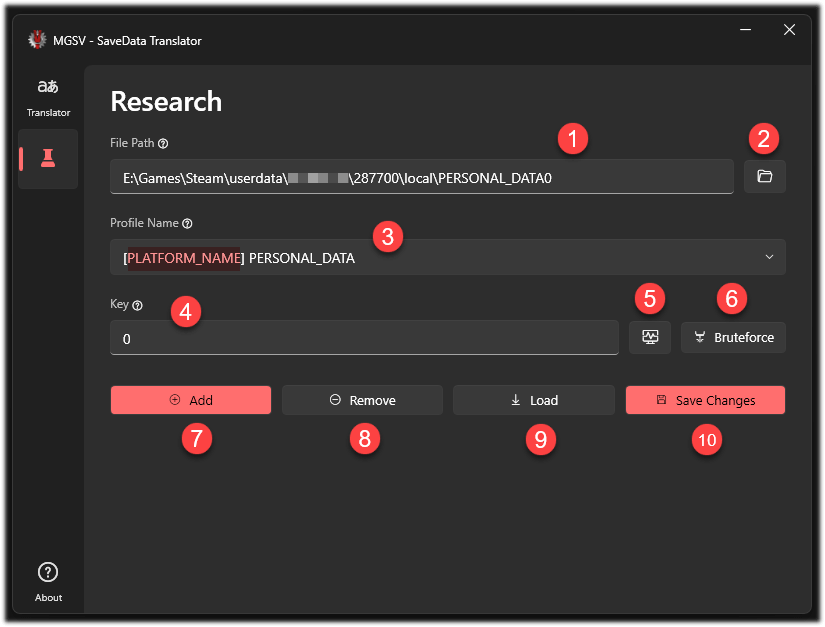 MGSV - SaveData Translator
aあ
Translator
Research
File Path
1
2
E:\Games\Steam\userdata\
\287700\local\PERSONAL_DATA0
Profile Name
3
[PLATFORM_NAME] PERSONAL_DATA
Key
4
5
6
0
Bruteforce
Add
Remove
Load
Save Changes
7
8
9
10
?
About